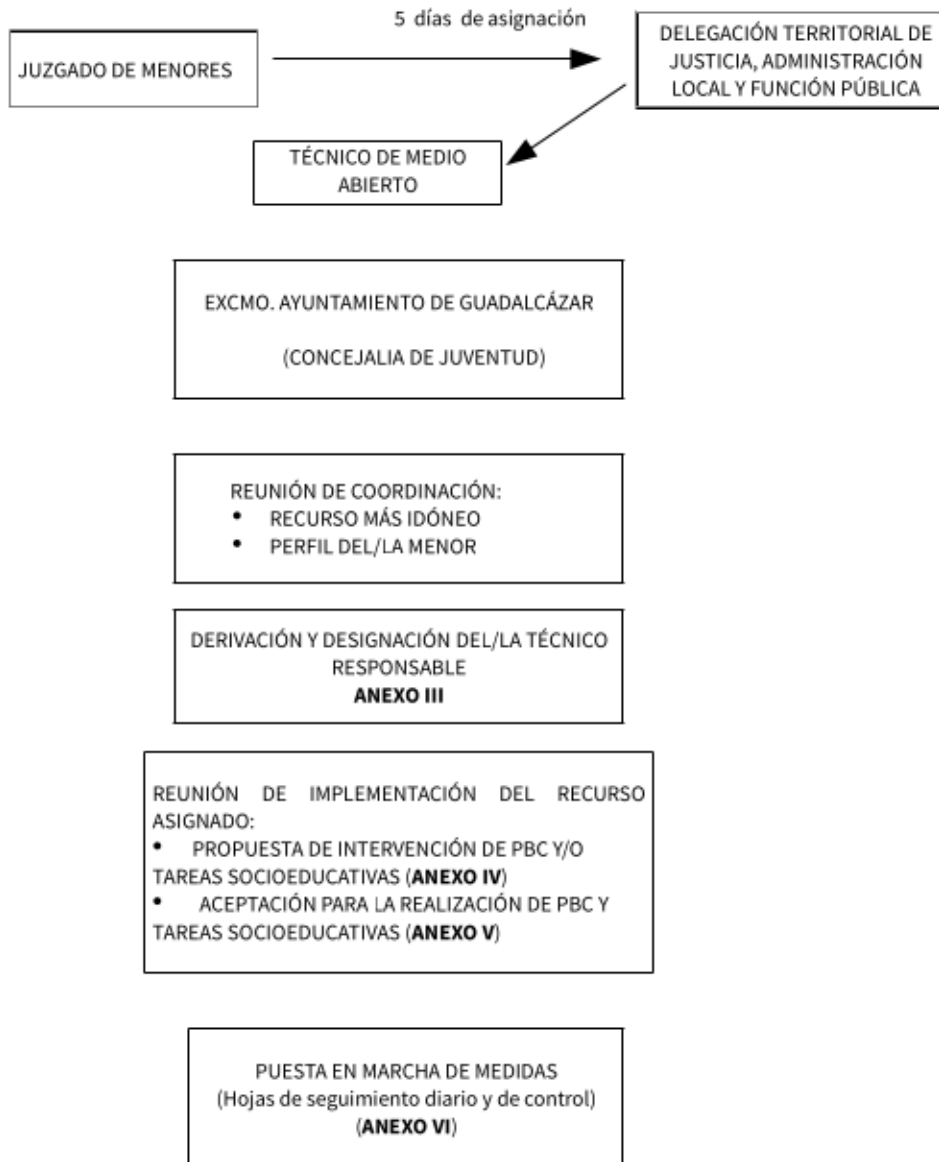 5 días de asignación
JUZGADO DE MENORES
DELEGACIÓN TERRITORIAL DE
JUSTICIA, ADMINISTRACIÓN
LOCAL Y FUNCIÓN PÚBLICA
TÉCNICO DE MEDIO
ABIERTO
EXCMO. AYUNTAMIENTO DE GUADALCÁZAR
(CONCEJALIA DE JUVENTUD)
REUNIÓN DE COORDINACIÓN:
• RECURSO MÁS IDÓNEO
• PERFIL DEL/LA MENOR
DERIVACIÓN Y DESIGNACIÓN DEL/LA TÉCNICO
RESPONSABLE
ANEXO III
REUNIÓN DE IMPLEMENTACIÓN DEL RECURSO
ASIGNADO:
• PROPUESTA DE INTERVENCIÓN DE PBC Y/O
TAREAS SOCIOEDUCATIVAS (ANEXO IV)
• ACEPTACIÓN PARA LA REALIZACIÓN DE PBC Y
TAREAS SOCIOEDUCATIVAS (ANEXO V)
PUESTA EN MARCHA DE MEDIDAS
(Hojas de seguimiento diario y de control)
(ANEXO VI)